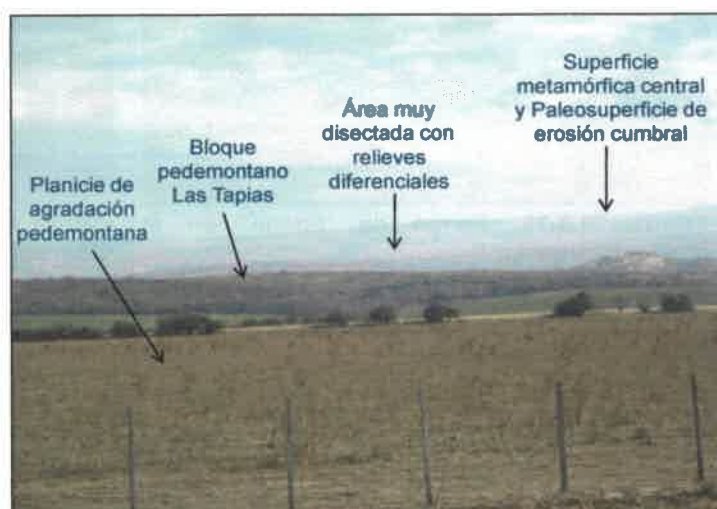 Planicie de
agradación
pedemontana
Bloque
pedemontano
Las Tapias
Área muy
disectada con
relieves
diferenciales
Superficie
metamórfica central
y Paleosuperficie de
erosión cumbral